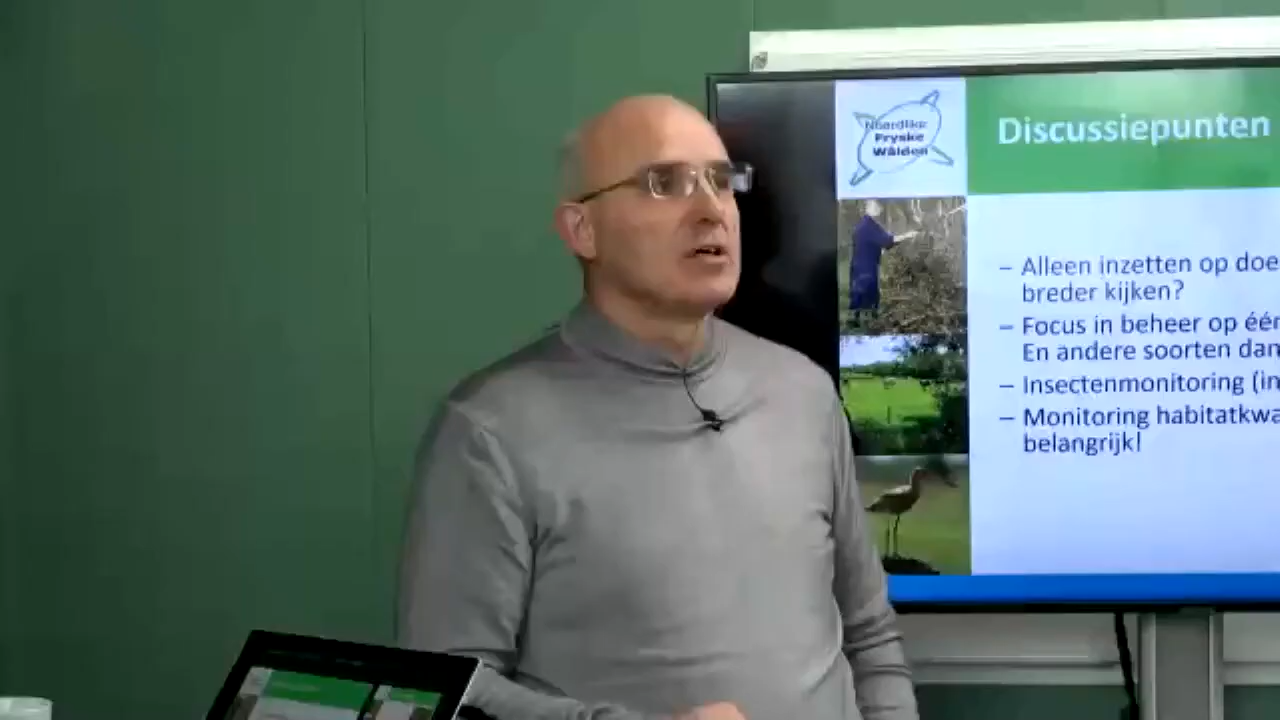 Noardlike
Fryske
Wâlden
Discussiepunten
– Alleen inzetten op doe
breder kijken?
– Focus in beheer op één
En andere soorten dan
– Insectenmonitoring (in
– Monitoring habitatkwa
belangrijk!